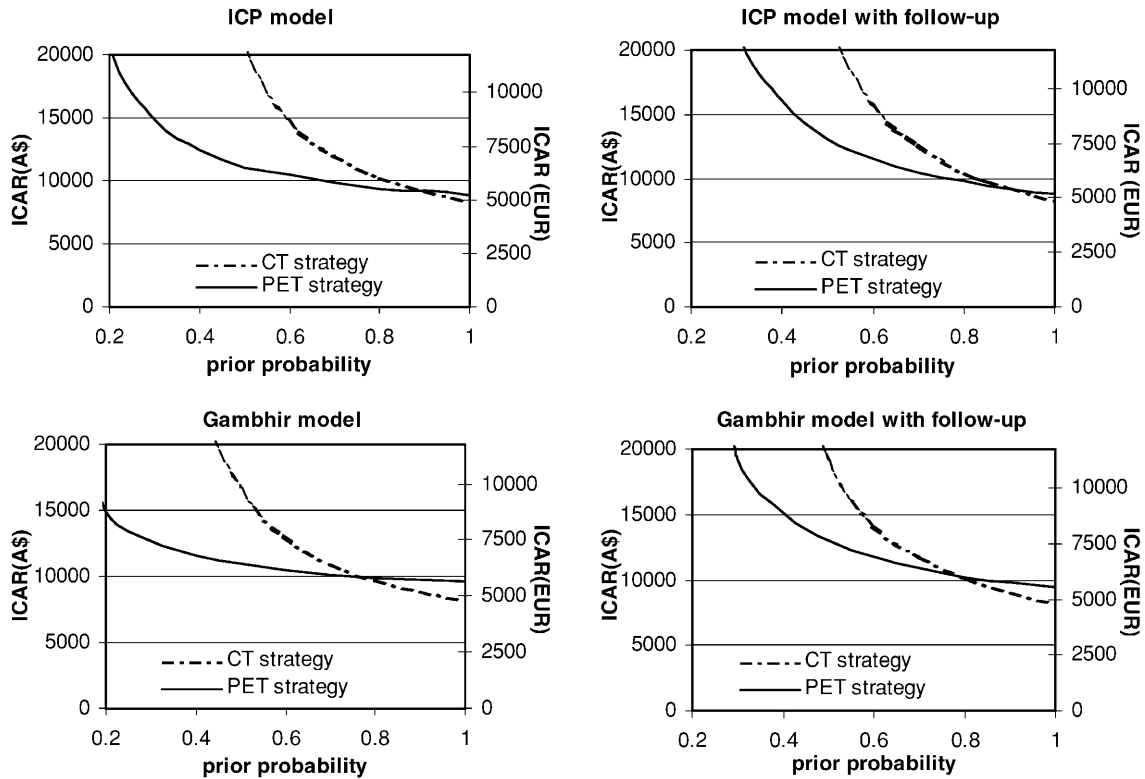 ICP model
20000
15000
10000
5000
0
ICAR(A$)
10000
7500
5000
2500
0
ICAR (EUR)
CT strategy
PET strategy
0.2 0.4 0.6 0.8 1
prior probability
ICP model with follow-up
20000
15000
10000
5000
0
ICAR(A$)
10000
7500
5000
2500
0
ICAR (EUR)
CT strategy
PET strategy
0.2 0.4 0.6 0.8 1
prior probability
Gambhir model
20000
15000
10000
5000
0
ICAR(A$)
10000
7500
5000
2500
0
ICAR(EUR)
CT strategy
PET strategy
0.2 0.4 0.6 0.8 1
prior probability
Gambhir model with follow-up
20000
15000
10000
5000
0
ICAR(A$)
10000
7500
5000
2500
0
ICAR(EUR)
CT strategy
PET strategy
0.2 0.4 0.6 0.8 1
prior probability